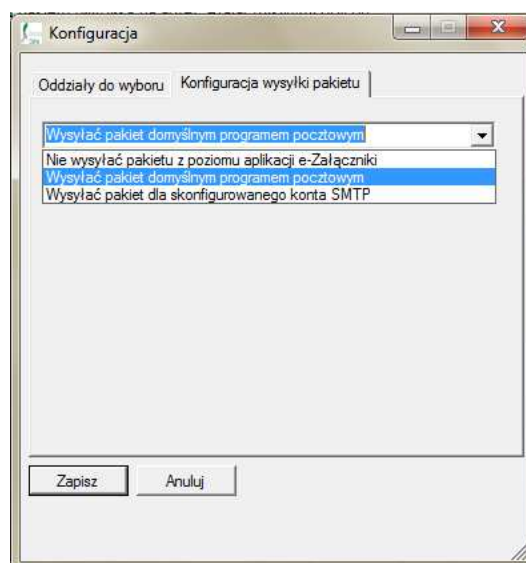 Konfiguracja
Oddziały do wyboru Konfiguracja wysyłki pakietu
Wysyłać pakiet domyślnym programem pocztowym
Nie wysyłać pakietu z poziomu aplikacji e-Załączniki
Wysyłać pakiet domyślnym programem pocztowym
Wysyłać pakiet dla skonfigurowanego konta SMTP
Zapisz Anuluj